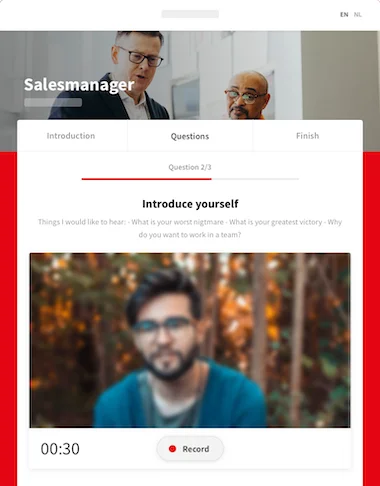 EN NL
Salesmanager
Introduction Questions Finish
Question 2/3
Introduce yourself
Things I would like to hear: - What is your worst nigtmare - What is your greatest victory - Why
do you want to work in a team?
00:30 Record